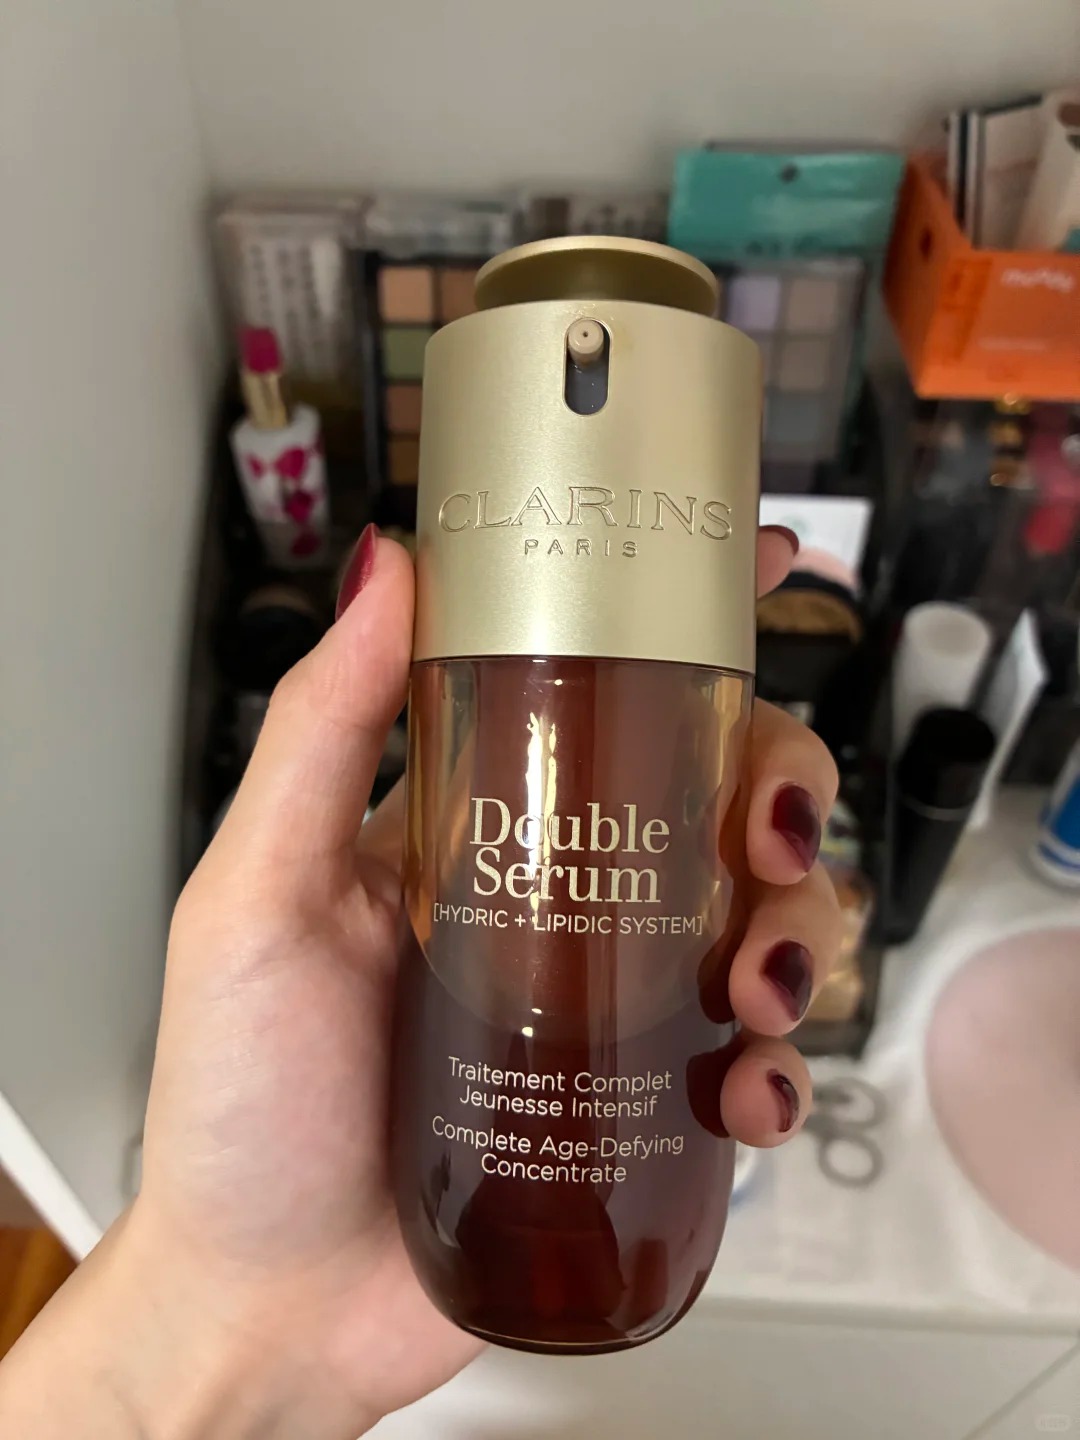 CLARINS
PARIS
Double
Serum
[HYDRIC + LIPIDIC SYSTEM]
Traitement Complet
Jeunesse Intensif
Complete Age-Defying
Concentrate